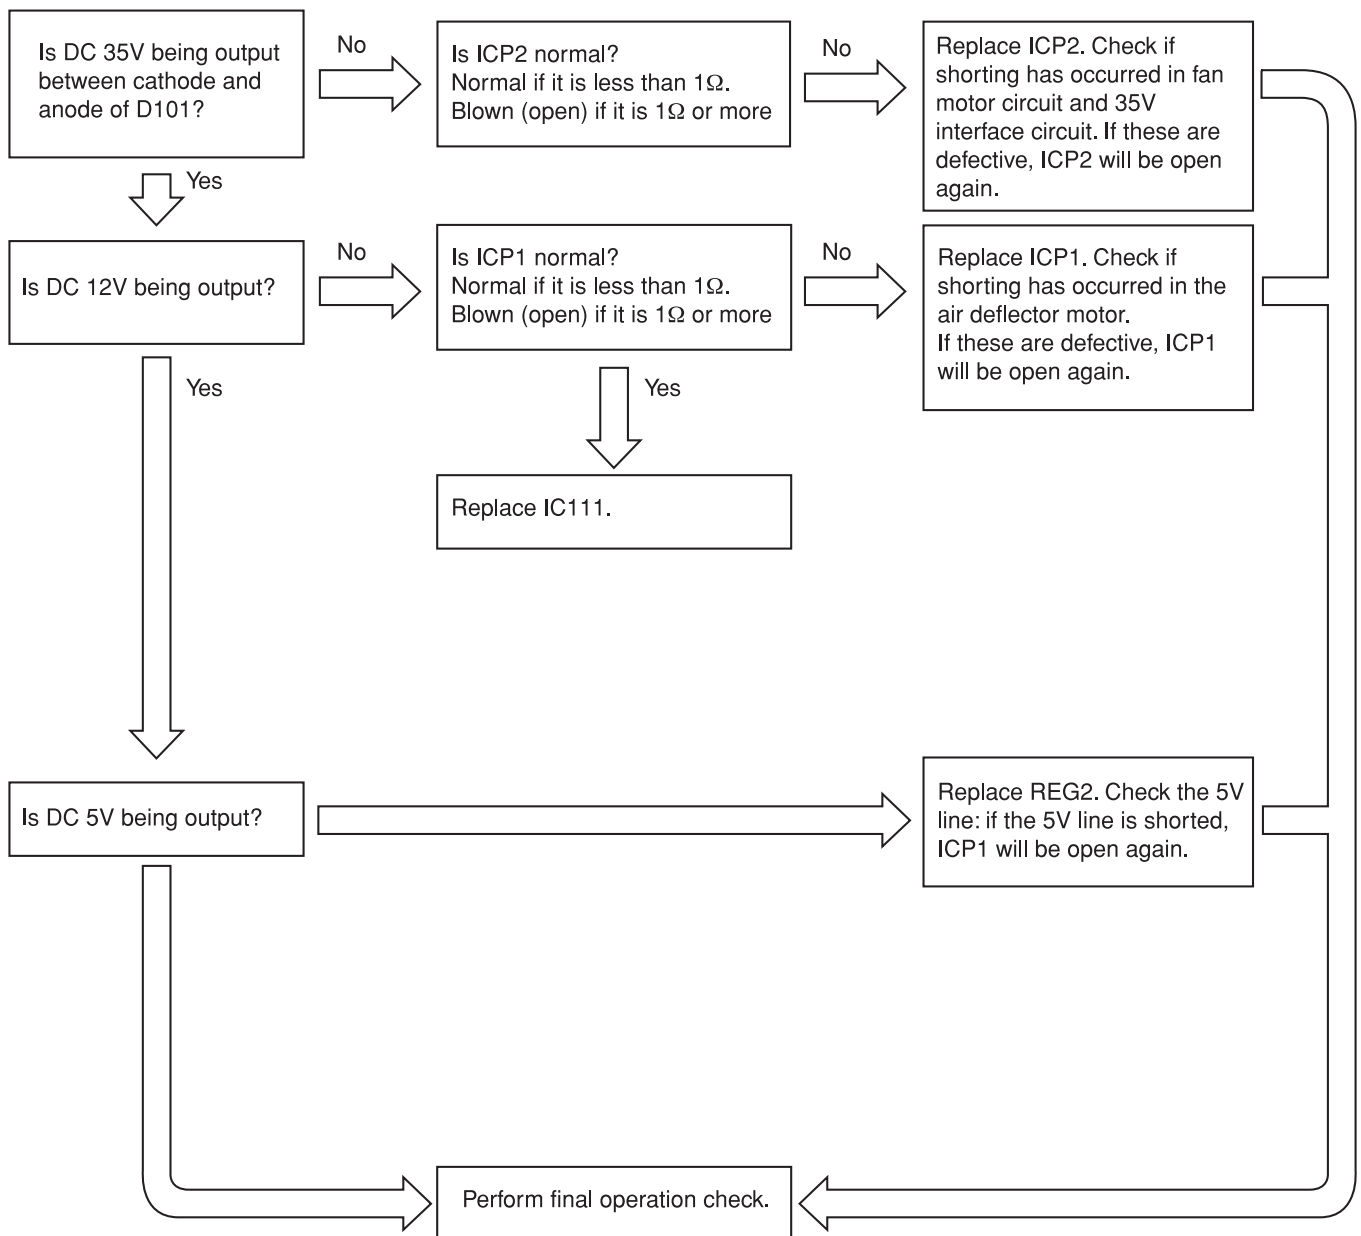 Is DC 35V being output
between cathode and
anode of D101?
No
Is ICP2 normal?
Normal if it is less than 1Ω.
Blown (open) if it is 1Ω or more
No
Replace ICP2. Check if
shorting has occurred in fan
motor circuit and 35V
interface circuit. If these are
defective, ICP2 will be open
again.
Yes
Is DC 12V being output?
No
Is ICP1 normal?
Normal if it is less than 1Ω.
Blown (open) if it is 1Ω or more
No
Replace ICP1. Check if
shorting has occurred in the
air deflector motor.
If these are defective, ICP1
will be open again.
Yes
Yes
Replace IC111.
Is DC 5V being output?
Replace REG2. Check the 5V
line: if the 5V line is shorted,
ICP1 will be open again.
Perform final operation check.